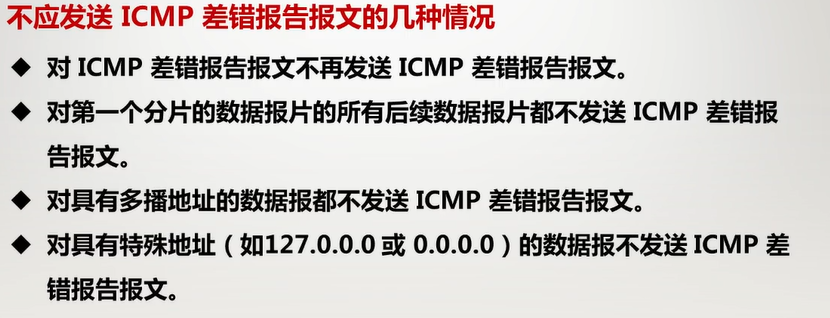 不应发送 ICMP 差错报告报文的几种情况
◆ 对 ICMP 差错报告报文不再发送 ICMP 差错报告报文。
◆ 对第一个分片的数据报片的所有后续数据报片都不发送 ICMP 差错报
告报文。
◆ 对具有多播地址的数据报都不发送 ICMP 差错报告报文。
◆ 对具有特殊地址（如127.0.0.0 或 0.0.0.0）的数据报不发送 ICMP 差
错报告报文。